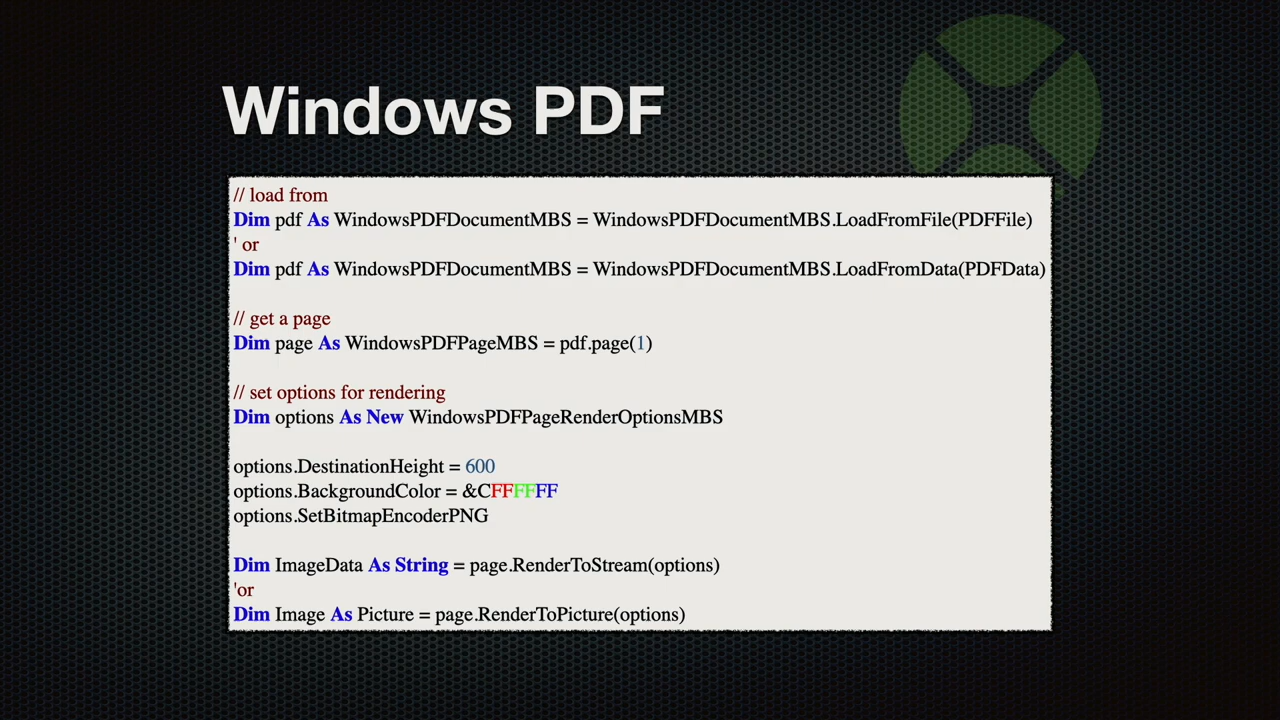 Windows PDF
// load from
Dim pdf As WindowsPDFDocumentMBS = WindowsPDFDocumentMBS.LoadFromFile(PDFFile)
' or
Dim pdf As WindowsPDFDocumentMBS = WindowsPDFDocumentMBS.LoadFromData(PDFData)
// get a page
Dim page As WindowsPDFPageMBS = pdf.page(1)
// set options for rendering
Dim options As New WindowsPDFPageRenderOptionsMBS
options.DestinationHeight = 600
options.BackgroundColor = &CFFFFFF
options.SetBitmapEncoderPNG
Dim ImageData As String = page.RenderToStream(options)
'or
Dim Image As Picture = page.RenderToPicture(options)